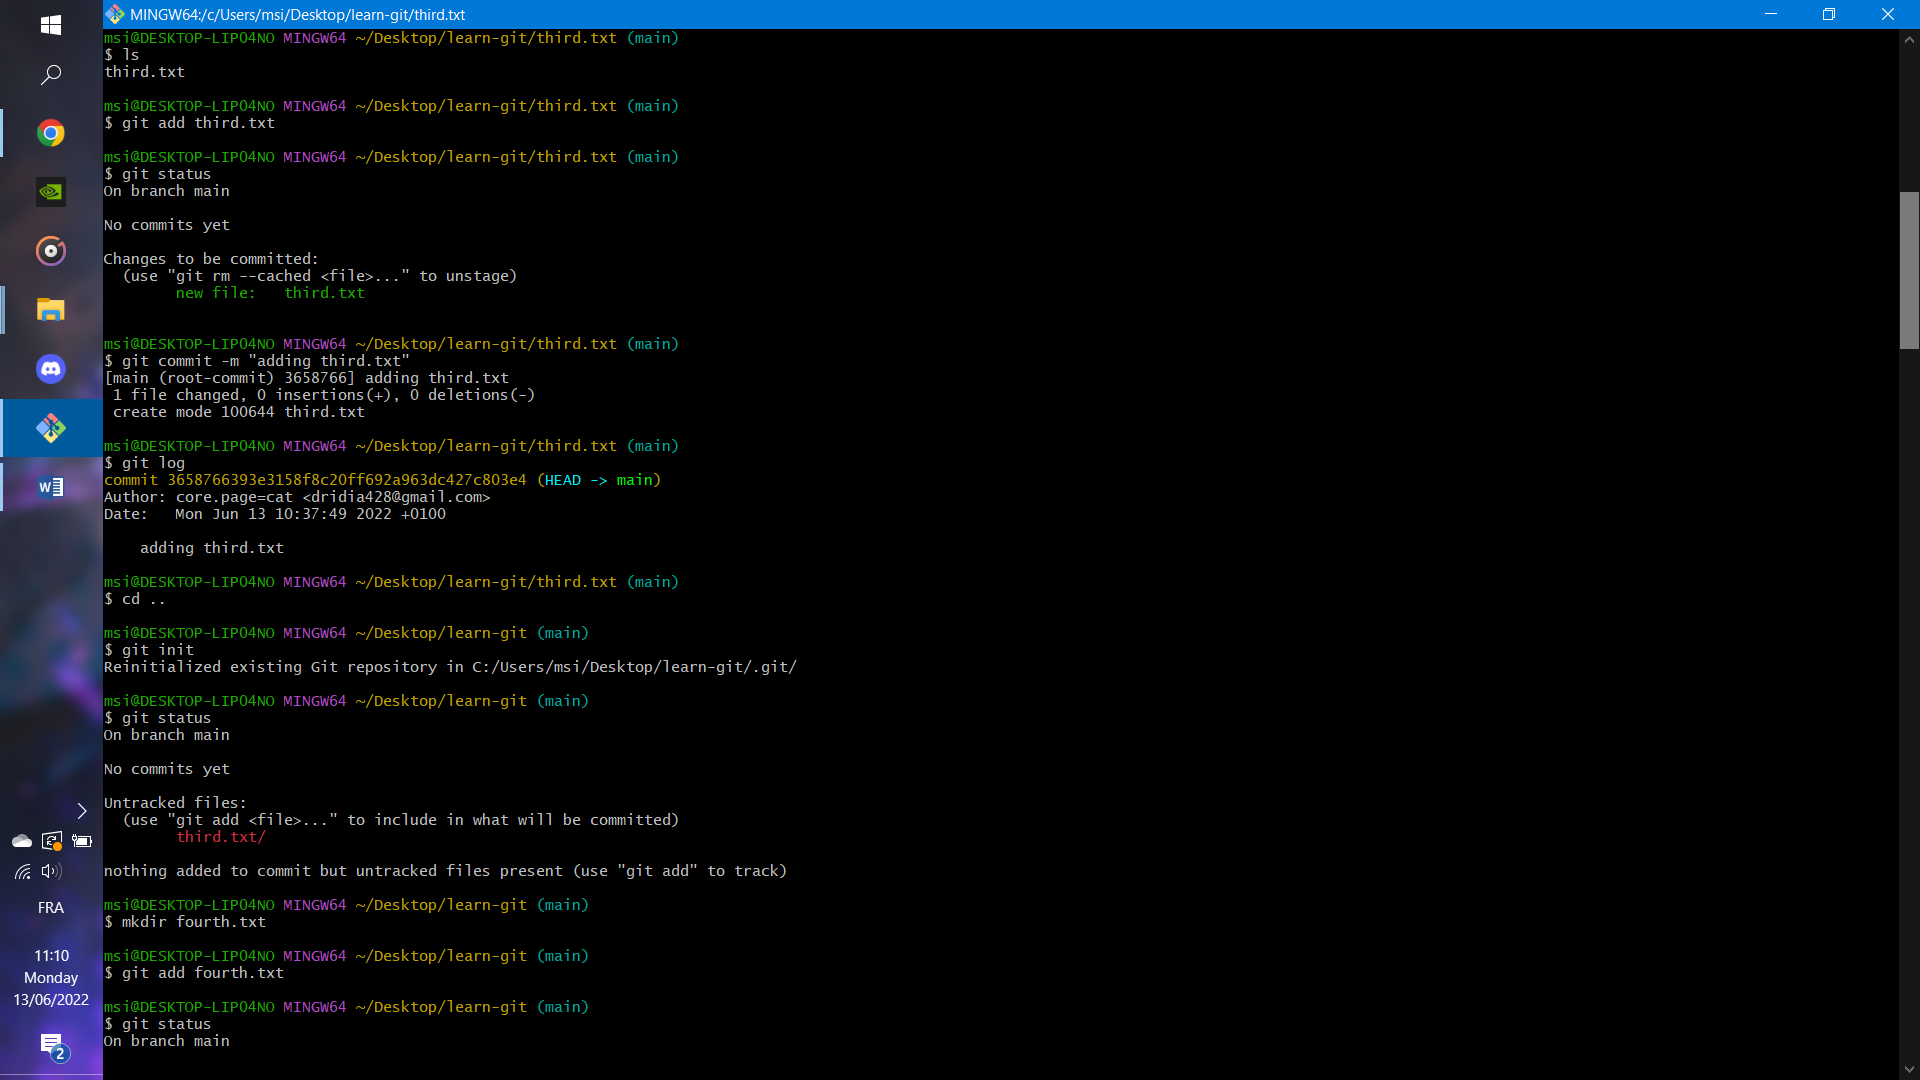 MINGW64:/c/Users/msi/Desktop/learn-git/third.txt
msi@DESKTOP-LIPO4NO MINGW64 ~/Desktop/learn-git/third.txt (main)
$ ls
third.txt
msi@DESKTOP-LIPO4NO MINGW64 ~/Desktop/learn-git/third.txt (main)
$ git add third.txt
msi@DESKTOP-LIPO4NO MINGW64 ~/Desktop/learn-git/third.txt (main)
$ git status
On branch main
No commits yet
Changes to be committed:
  (use "git rm --cached <file>..." to unstage)
        new file:   third.txt
msi@DESKTOP-LIPO4NO MINGW64 ~/Desktop/learn-git/third.txt (main)
$ git commit -m "adding third.txt"
[main (root-commit) 3658766] adding third.txt
 1 file changed, 0 insertions(+), 0 deletions(-)
 create mode 100644 third.txt
msi@DESKTOP-LIPO4NO MINGW64 ~/Desktop/learn-git/third.txt (main)
$ git log
commit 3658766393e3158f8c20ff692a963dc427c803e4 (HEAD -> main)
Author: core.page=cat <dridia428@gmail.com>
Date:   Mon Jun 13 10:37:49 2022 +0100
    adding third.txt
msi@DESKTOP-LIPO4NO MINGW64 ~/Desktop/learn-git/third.txt (main)
$ cd ..
msi@DESKTOP-LIPO4NO MINGW64 ~/Desktop/learn-git (main)
$ git init
Reinitialized existing Git repository in C:/Users/msi/Desktop/learn-git/.git/
msi@DESKTOP-LIPO4NO MINGW64 ~/Desktop/learn-git (main)
$ git status
On branch main
No commits yet
Untracked files:
  (use "git add <file>..." to include in what will be committed)
        third.txt/
nothing added to commit but untracked files present (use "git add" to track)
msi@DESKTOP-LIPO4NO MINGW64 ~/Desktop/learn-git (main)
$ mkdir fourth.txt
msi@DESKTOP-LIPO4NO MINGW64 ~/Desktop/learn-git (main)
$ git add fourth.txt
msi@DESKTOP-LIPO4NO MINGW64 ~/Desktop/learn-git (main)
$ git status
On branch main
W
FRA
11:10
Monday
13/06/2022
2